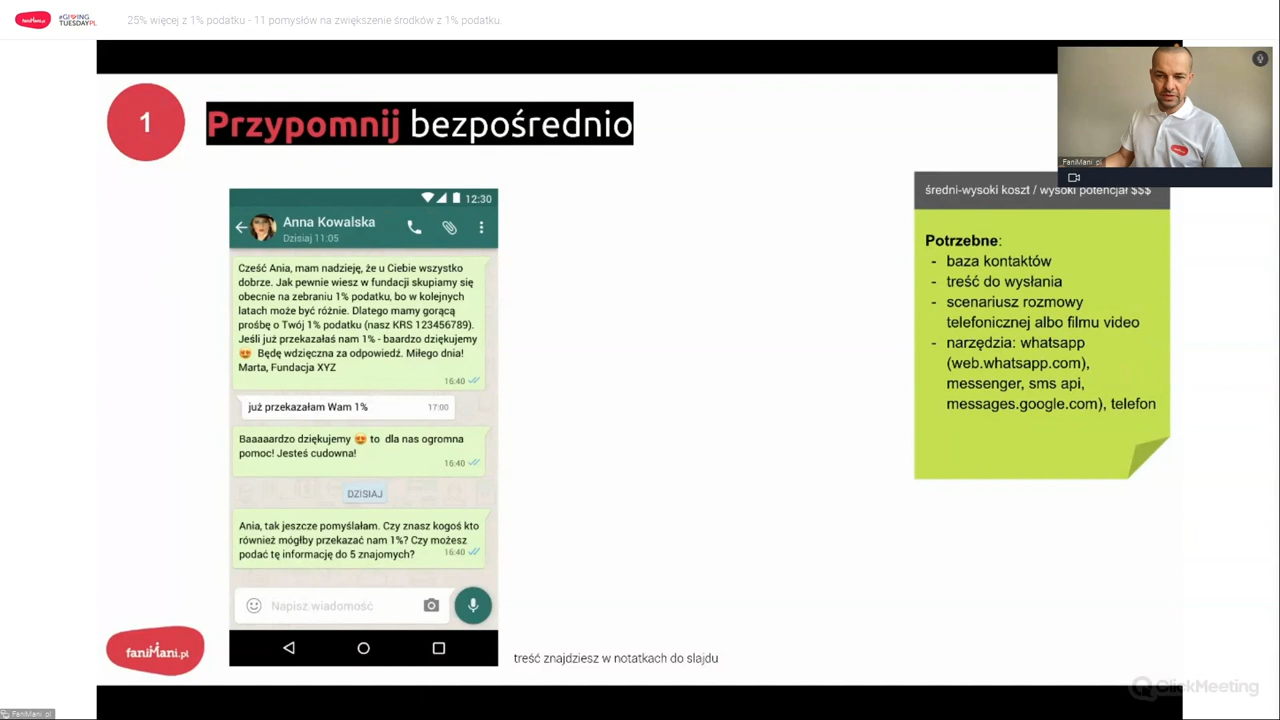 #GIVING
TUESDAYPL
25% więcej z 1% podatku - 11 pomysłów na zwiększenie środków z 1% podatku.
1
Przypomnij bezpośrednio
FaniMani_pl
12:30
Anna Kowalska
Dzisiaj 11:05
Cześć Ania, mam nadzieję, że u Ciebie wszystko
dobrze. Jak pewnie wiesz w fundacji skupiamy się
obecnie na zebraniu 1% podatku, bo w kolejnych
latach może być różnie. Dlatego mamy gorącą
prośbę o Twój 1% podatku (nasz KRS 123456789).
Jeśli już przekazałaś nam 1% - baardzo dziękujemy
😍 Będę wdzięczna za odpowiedź. Miłego dnia!
Marta, Fundacja XYZ
16:40
już przekazałam Wam 1%
17:00
Baaaaardzo dziękujemy 😍 to dla nas ogromna
pomoc! Jesteś cudowna!
16:40
DZISIAJ
Ania, tak jeszcze pomyślałam. Czy znasz kogoś kto
również mógłby przekazać nam 1%? Czy możesz
podać tę informację do 5 znajomych?
16:40
Napisz wiadomość
średni-wysoki koszt / wysoki potencjał $$$
Potrzebne:
- baza kontaktów
- treść do wysłania
- scenariusz rozmowy
telefonicznej albo filmu video
- narzędzia: whatsapp
(web.whatsapp.com),
messenger, sms api,
messages.google.com), telefon
faniMani.pl
treść znajdziesz w notatkach do slajdu
ClickMeeting
FaniMani_pl